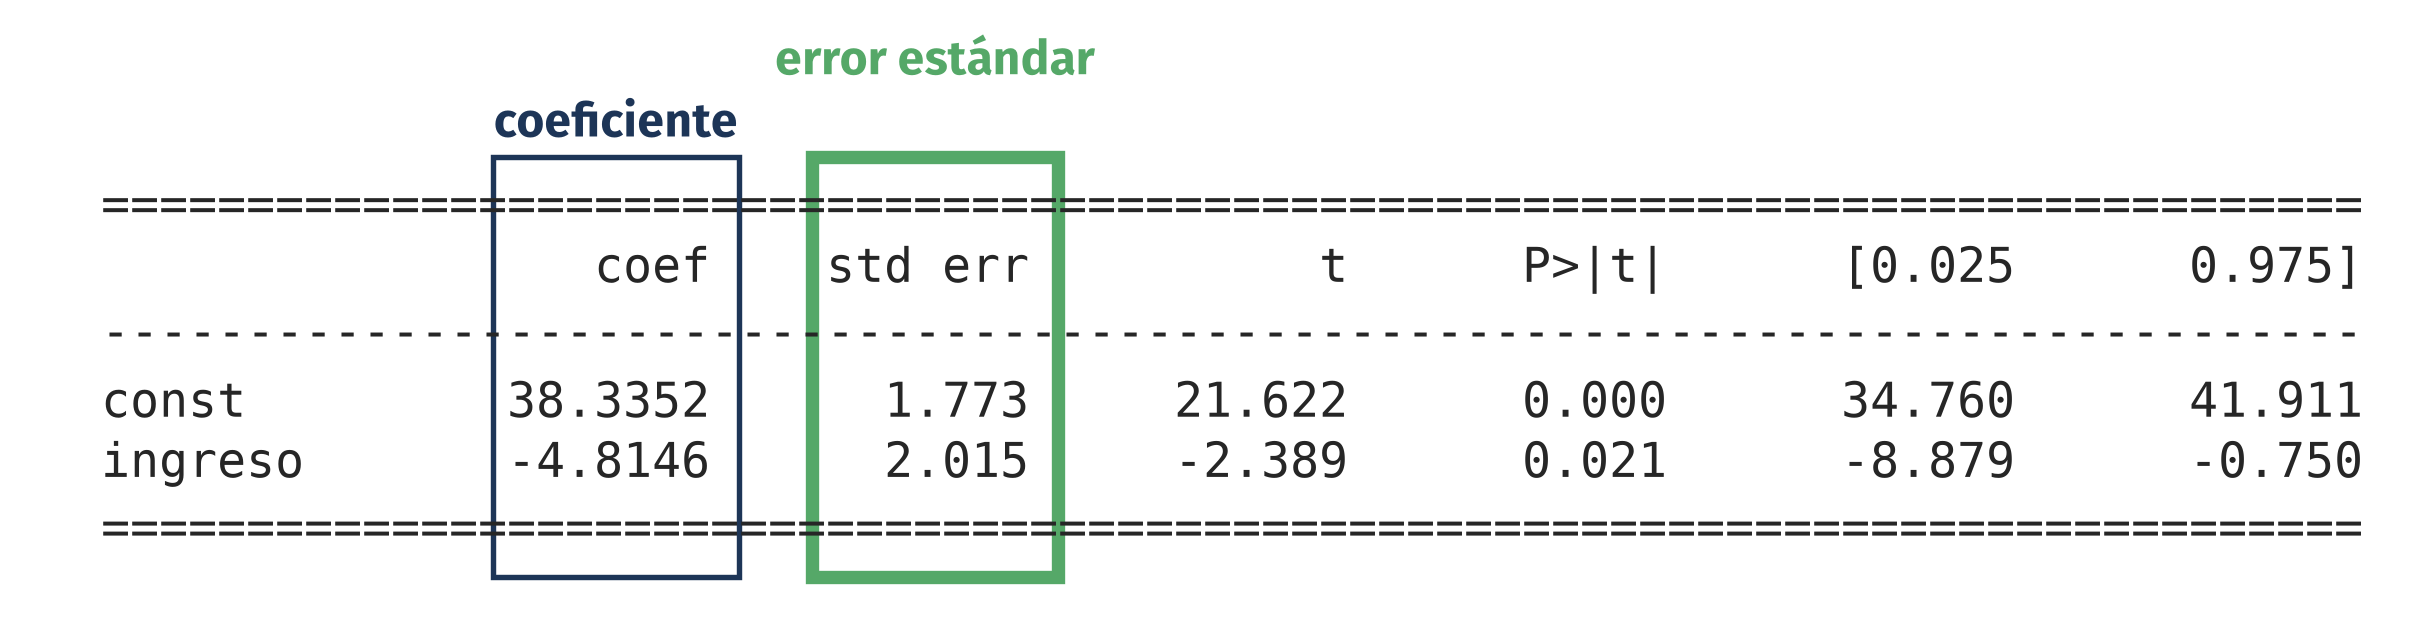 error estándar
coeficiente
==============================================================================
coef std err t P>|t| [0.025 0.975]
------------------------------------------------------------------------------
const 38.3352 1.773 21.622 0.000 34.760 41.911
ingreso -4.8146 2.015 -2.389 0.021 -8.879 -0.750
==============================================================================